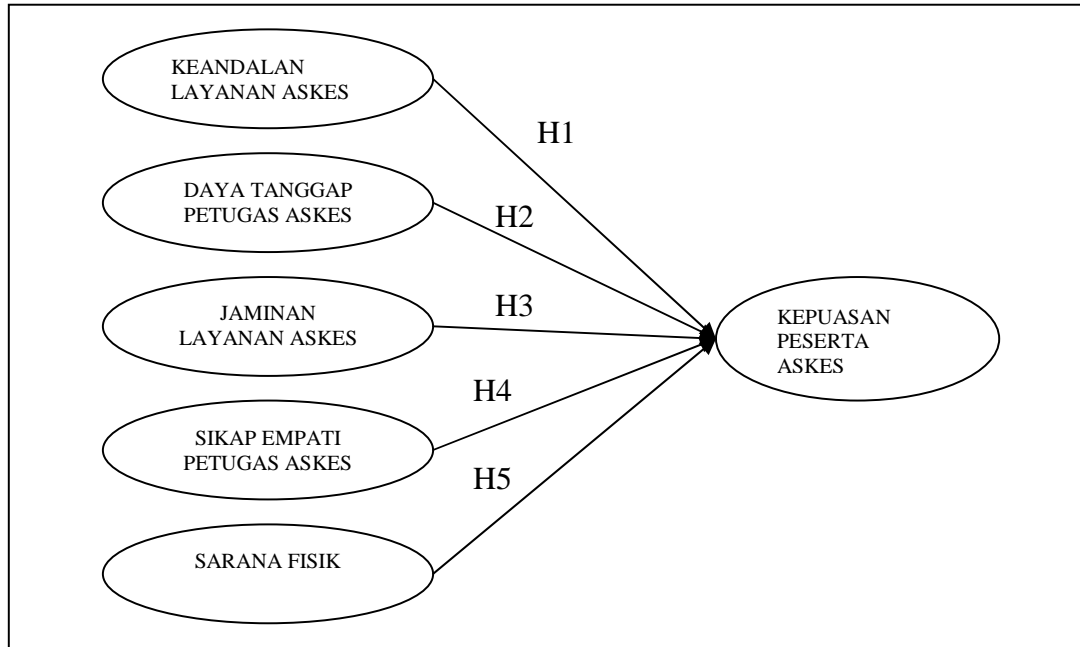 KEANDALAN
LAYANAN ASKES
H1
DAYA TANGGAP
PETUGAS ASKES
H2
JAMINAN
LAYANAN ASKES
H3
KEPUASAN
PESERTA
ASKES
SIKAP EMPATI
PETUGAS ASKES
H4
SARANA FISIK
H5